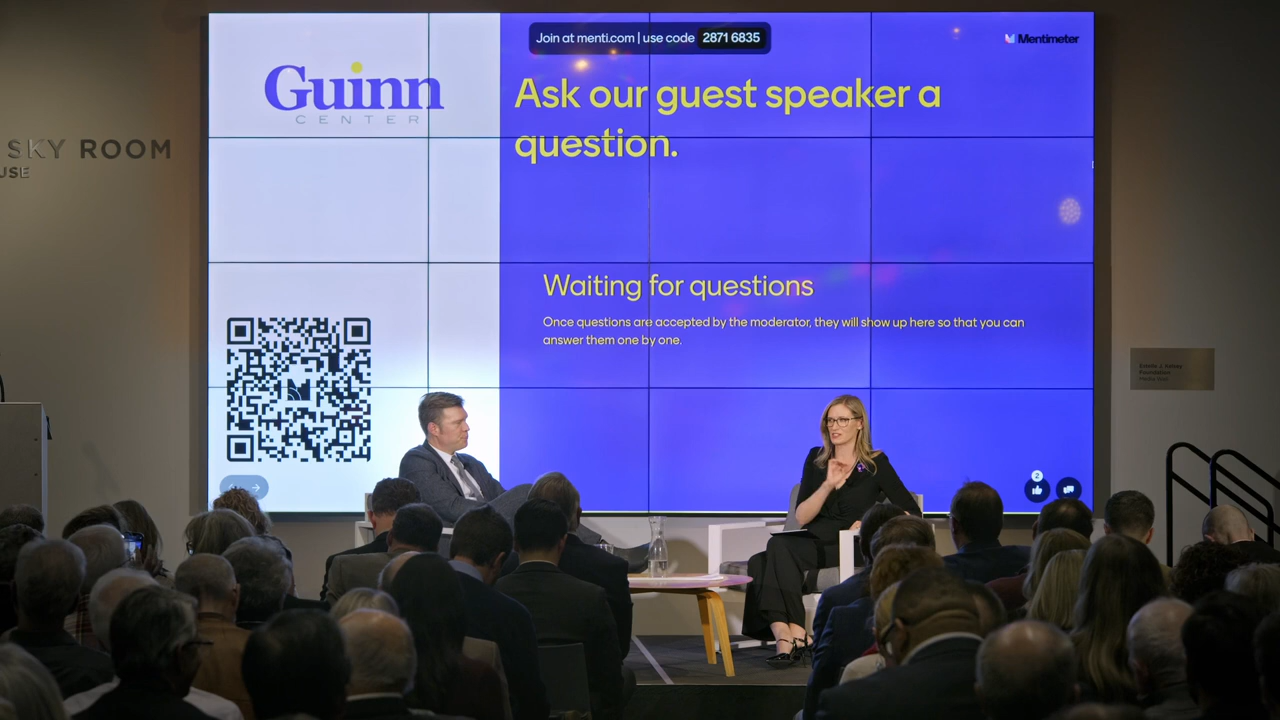 SKY ROOM
USE
Guinn
CENTER
Join at menti.com | use code 2871 6835
Mentimeter
Ask our guest speaker a
question.
Waiting for questions
Once questions are accepted by the moderator, they will show up here so that you can
answer them one by one.
2
Foundation